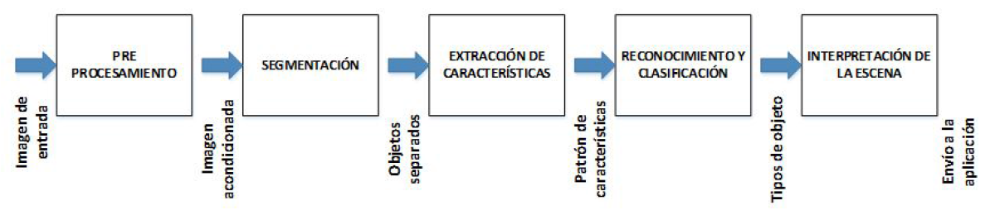 PRE
PROCESAMIENTO
SEGMENTACIÓN
EXTRACCIÓN DE
CARACTERÍSTICAS
RECONOCIMIENTO Y
CLASIFICACIÓN
INTERPRETACIÓN DE
LA ESCENA
Imagen de
entrada
Imagen
acondicionada
Objetos
separados
Patrón de
características
Tipos de objeto
Envío a la
aplicación